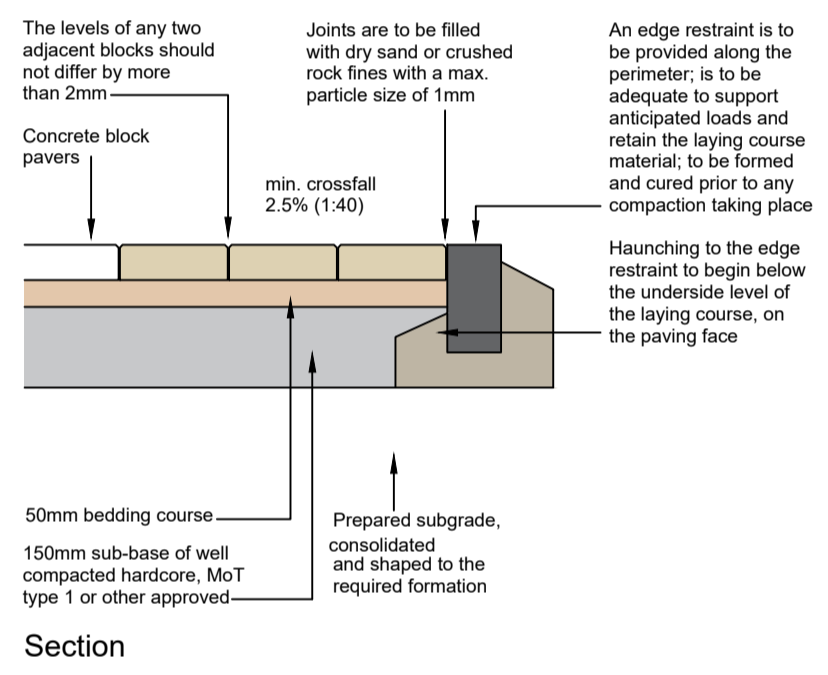 The levels of any two
adjacent blocks should
not differ by more
than 2mm
Concrete block
pavers
Joints are to be filled
with dry sand or crushed
rock fines with a max.
particle size of 1mm
min. crossfall
2.5% (1:40)
An edge restraint is to
be provided along the
perimeter; is to be
adequate to support
anticipated loads and
retain the laying course
material; to be formed
and cured prior to any
compaction taking place
Haunching to the edge
restraint to begin below
the underside level of
the laying course, on
the paving face
50mm bedding course
150mm sub-base of well
compacted hardcore, MoT
type 1 or other approved
Prepared subgrade,
consolidated
and shaped to the
required formation
Section